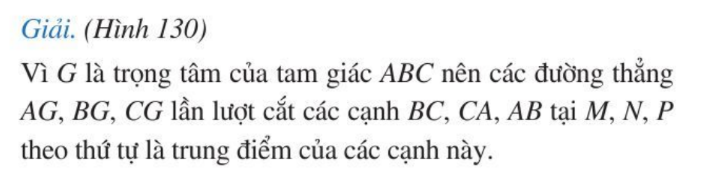 Giải. (Hình 130)
Vì G là trọng tâm của tam giác ABC nên các đường thẳng
AG, BG, CG lần lượt cắt các cạnh BC, CA, AB tại M, N, P
theo thứ tự là trung điểm của các cạnh này.